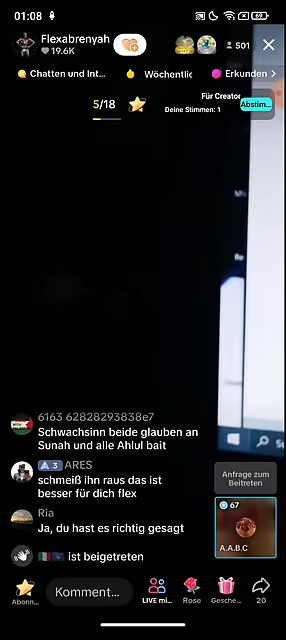 01:08
69
Flexabrenyah
19.6K
501
Chatten und Int...
Wöchentlic
Erkunden
5/18
Für Creator
Deine Stimmen: 1
Abstim...
6163 62828293838e7
Schwachsinn beide glauben an
Sunah und alle Ahlul bait
3 ARES
schmeiß ihn raus das ist
besser für dich flex
Anfrage zum
Beitreten
67
A.A.B.C
Ria
Ja, du hast es richtig gesagt
ist beigetreten
Abonn...
Komment...
LIVE mi...
Rose
Gesche...
20